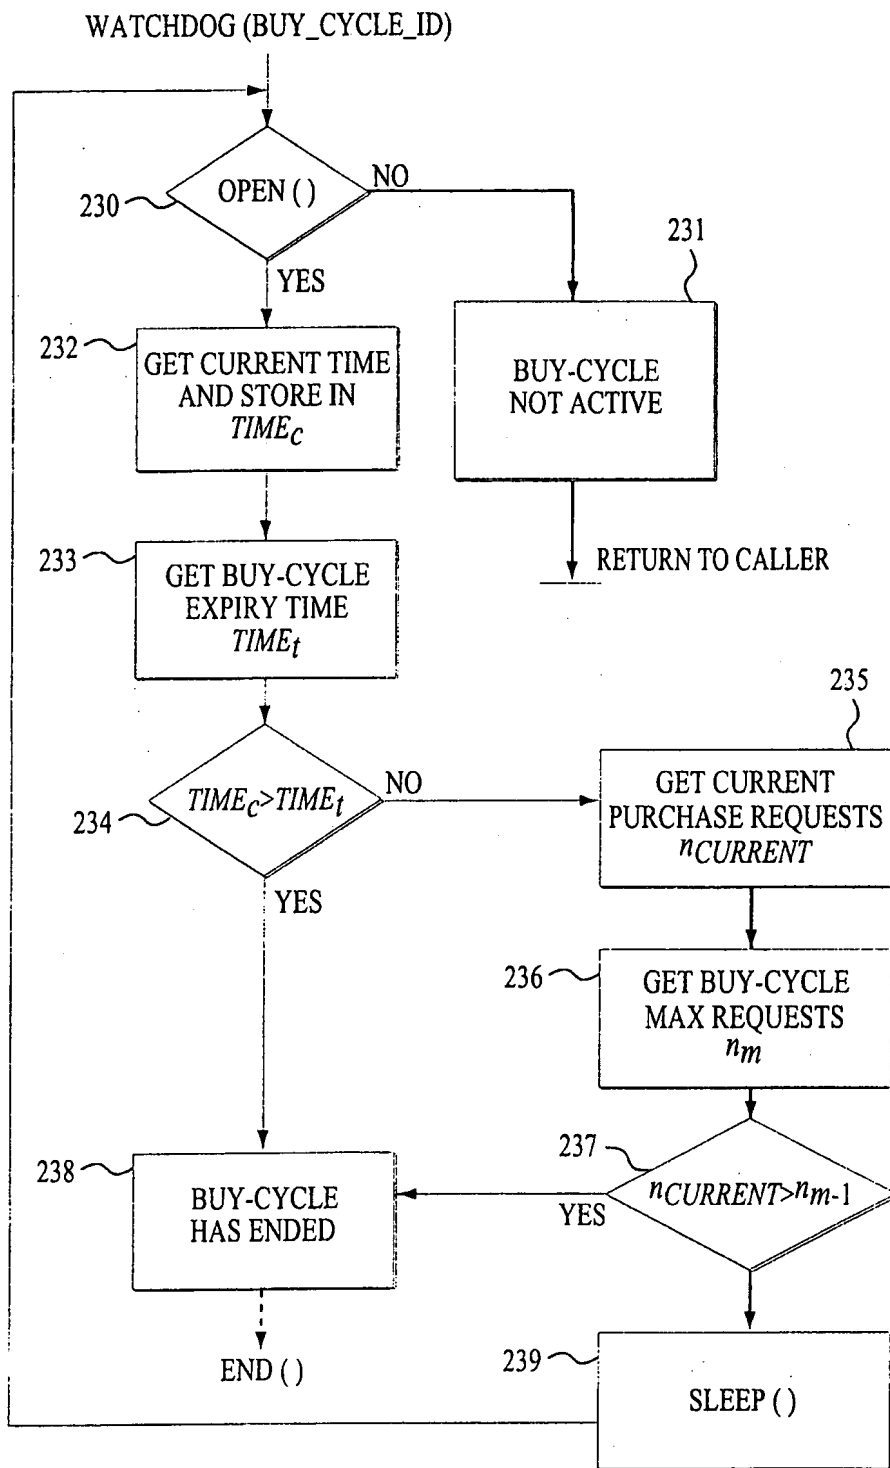 WATCHDOG (BUY_CYCLE_ID)
230
OPEN ( )
NO
YES
231
BUY-CYCLE
NOT ACTIVE
RETURN TO CALLER
232
GET CURRENT TIME
AND STORE IN
TIMEc
233
GET BUY-CYCLE
EXPIRY TIME
TIMEt
234
TIMEc>TIMEt
NO
YES
235
GET CURRENT
PURCHASE REQUESTS
nCURRENT
236
GET BUY-CYCLE
MAX REQUESTS
nm
237
nCURRENT>nm-1
YES
238
BUY-CYCLE
HAS ENDED
END ( )
239
SLEEP ( )